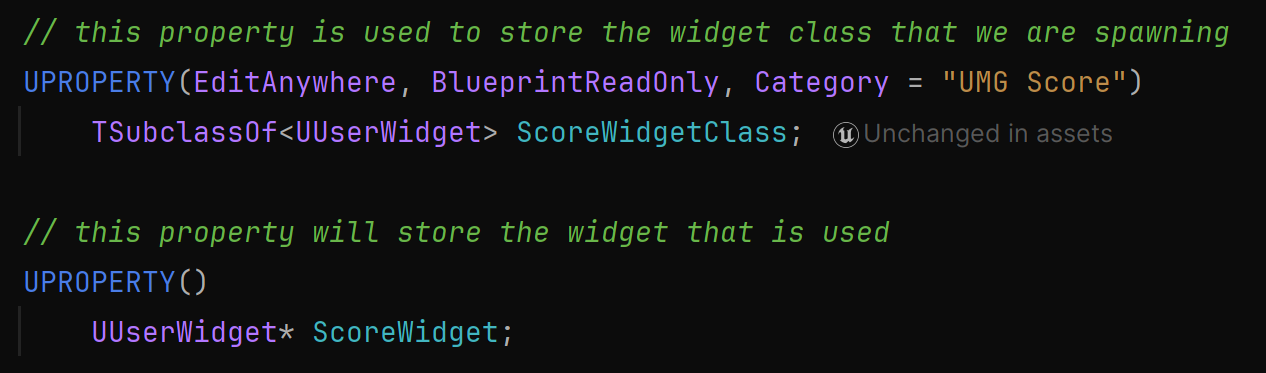 // this property is used to store the widget class that we are spawning
UPROPERTY(EditAnywhere, BlueprintReadOnly, Category = "UMG Score")
TSubclassOf<UUserWidget> ScoreWidgetClass; Unchanged in assets
// this property will store the widget that is used
UPROPERTY()
UUserWidget* ScoreWidget;